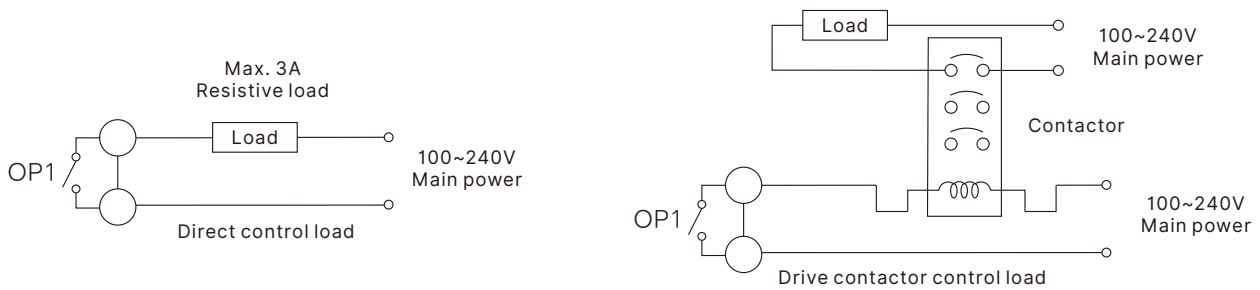 Max. 3A
Resistive load
Load
OP1
100~240V
Main power
Direct control load
Load
100~240V
Main power
Contactor
OP1
100~240V
Main power
Drive contactor control load